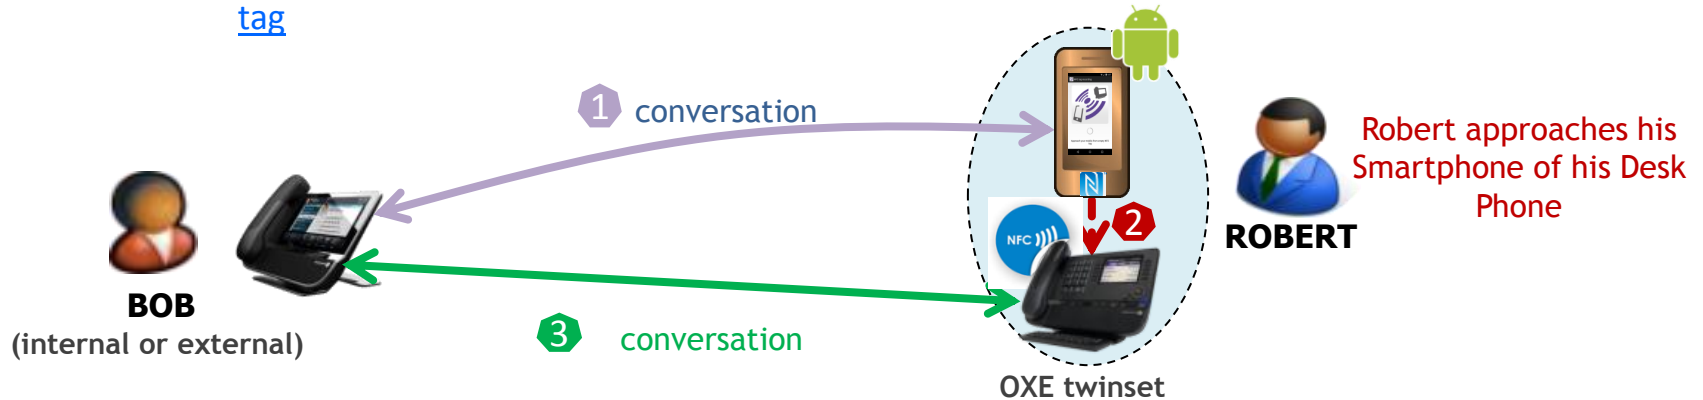 tag
1 conversation
Robert approaches his
Smartphone of his Desk
Phone
2
NFC
ROBERT
BOB
(internal or external)
3 conversation
OXE twinset